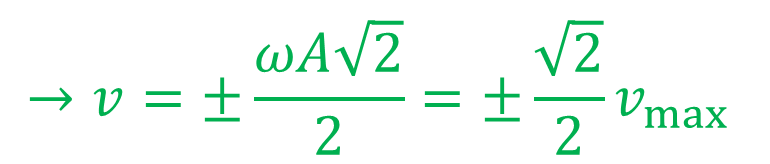 → v = ± ωA√2/2 = ± √2/2 v_max